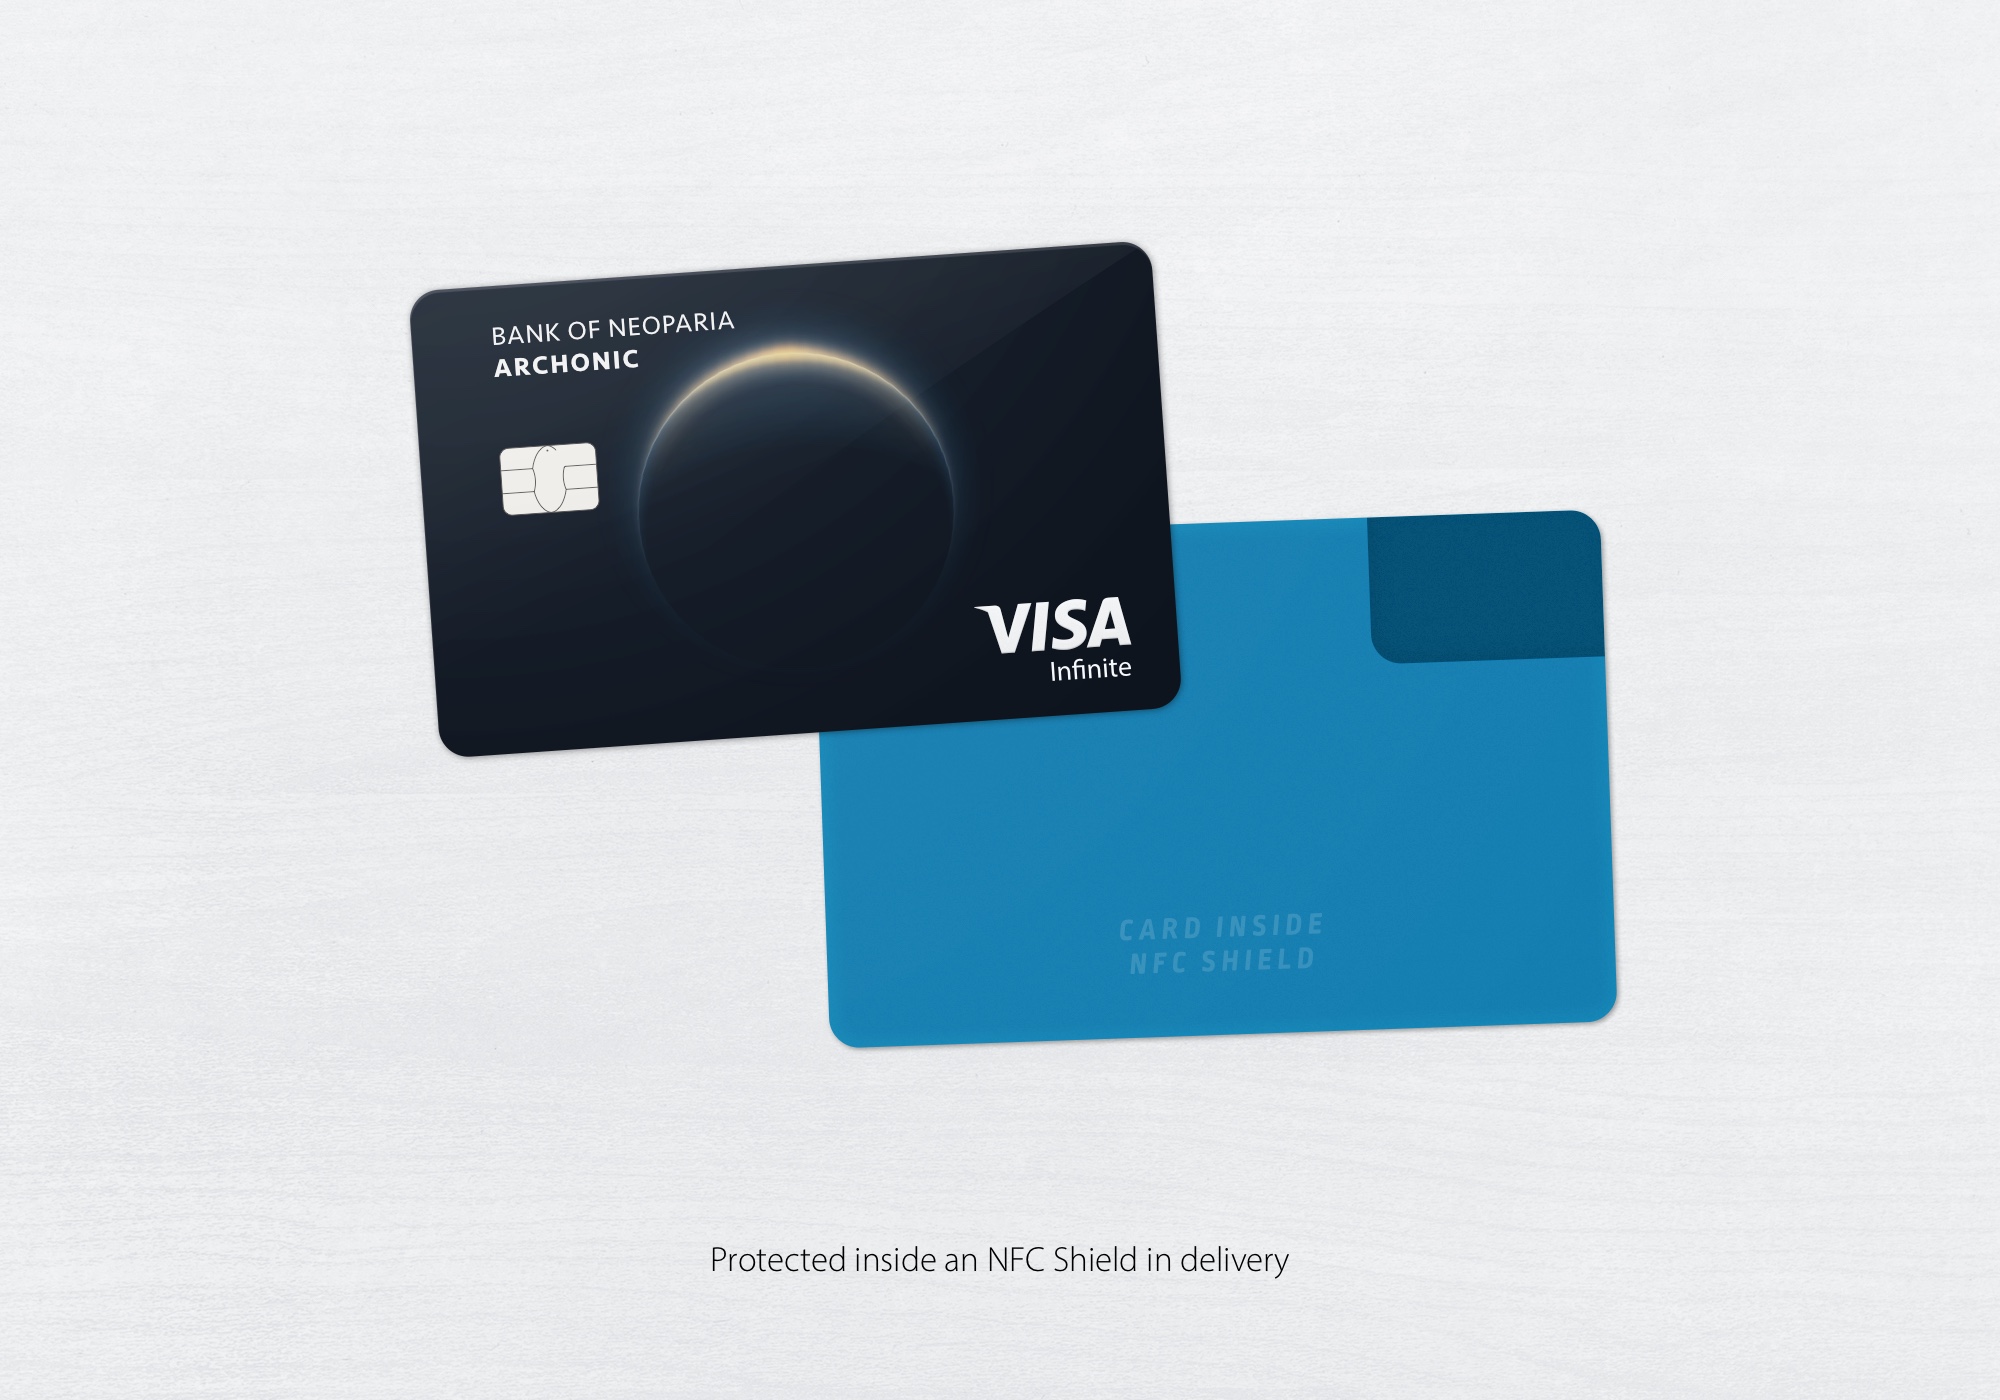 BANK OF NEOPARIA
ARCHONIC
VISA
Infinite
CARD INSIDE
NFC SHIELD
Protected inside an NFC Shield in delivery